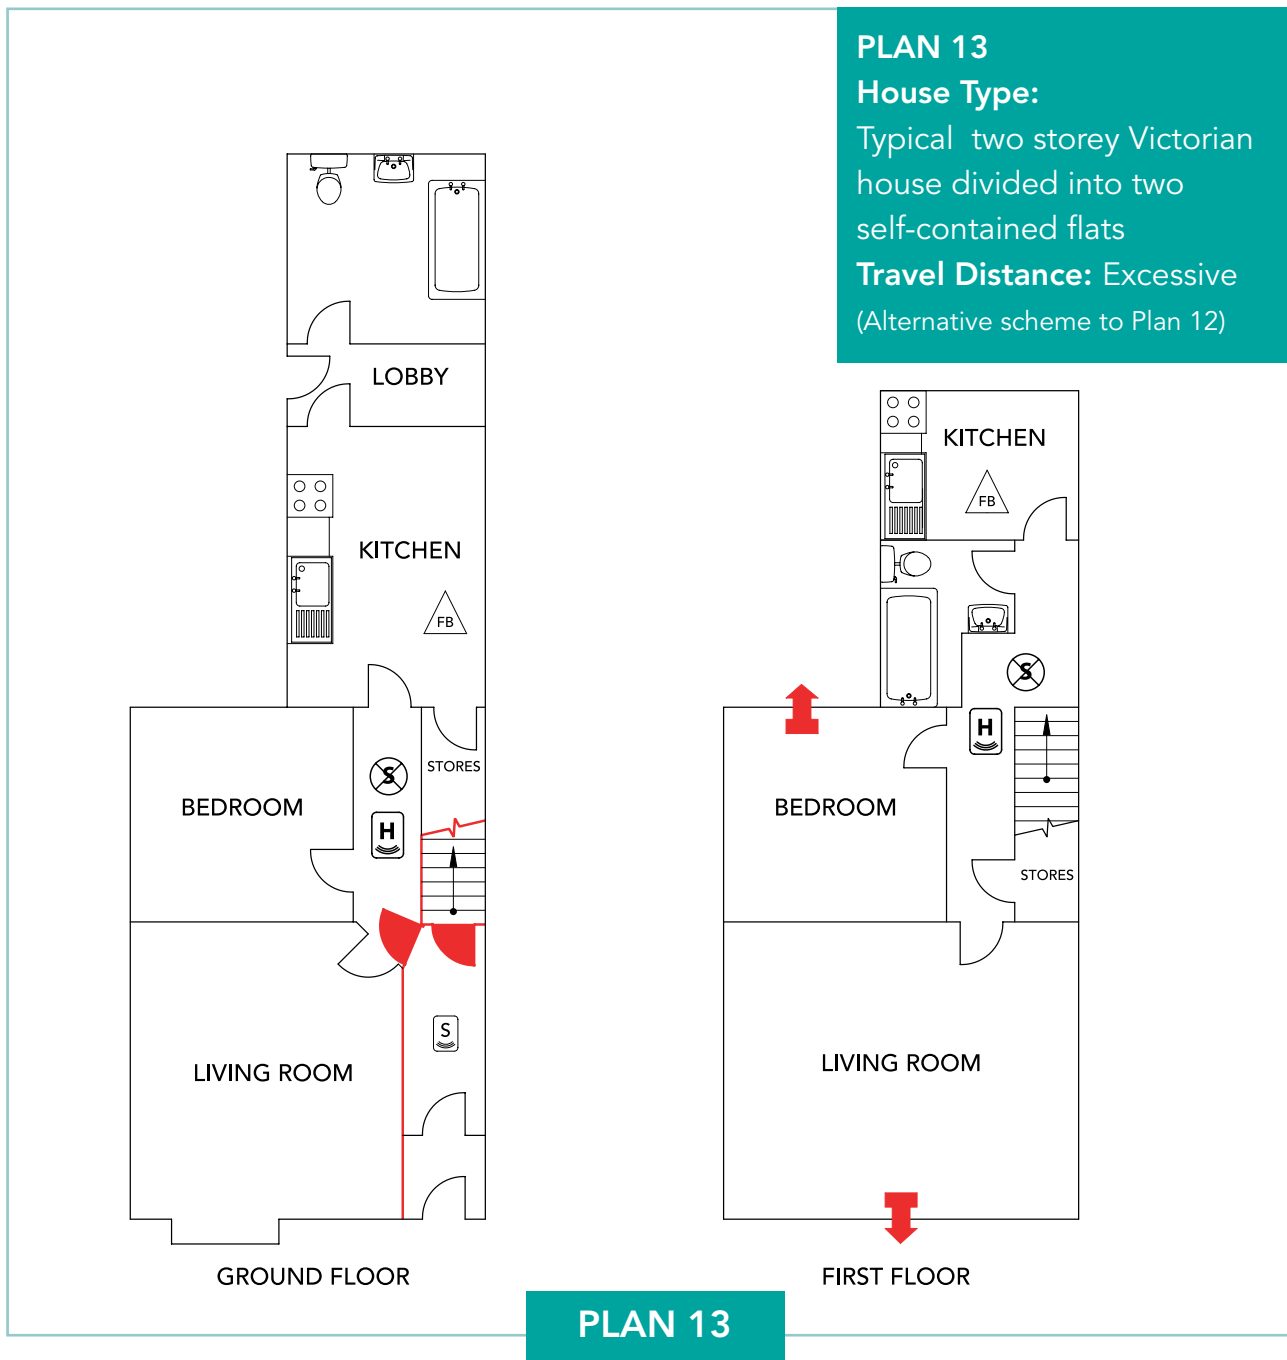 PLAN 13
House Type:
Typical two storey Victorian
house divided into two
self-contained flats
Travel Distance: Excessive
(Alternative scheme to Plan 12)
LOBBY
KITCHEN
FB
STORES
S
BEDROOM
H
S
LIVING ROOM
GROUND FLOOR
KITCHEN
FB
S
H
BEDROOM
STORES
LIVING ROOM
FIRST FLOOR
PLAN 13